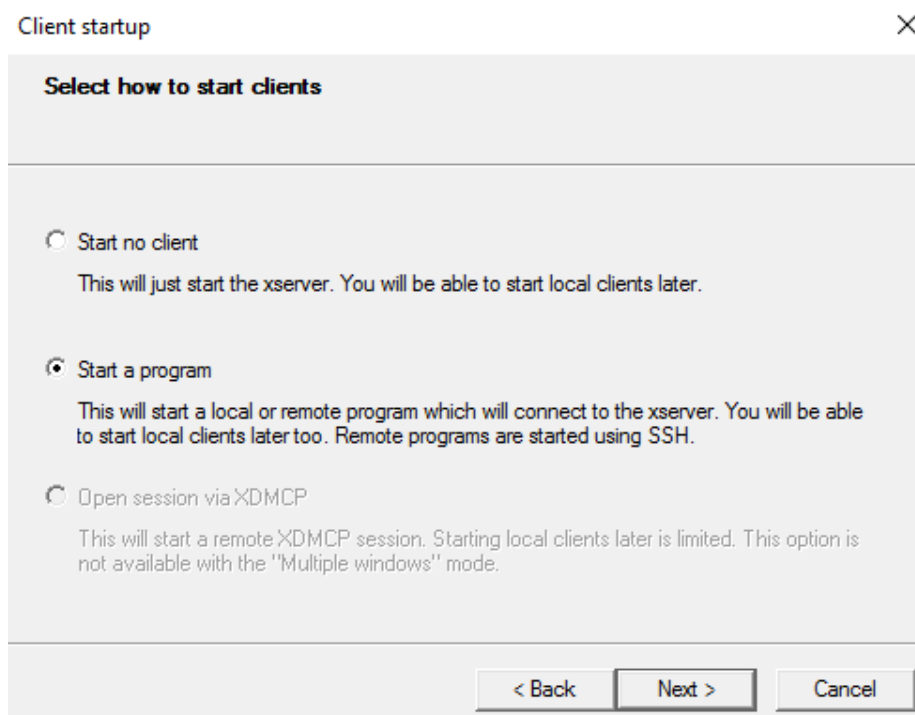 Client startup
Select how to start clients
Start no client
This will just start the xserver. You will be able to start local clients later.
Start a program
This will start a local or remote program which will connect to the xserver. You will be able
to start local clients later too. Remote programs are started using SSH.
Open session via XDMCP
This will start a remote XDMCP session. Starting local clients later is limited. This option is
not available with the "Multiple windows" mode.
< Back
Next >
Cancel